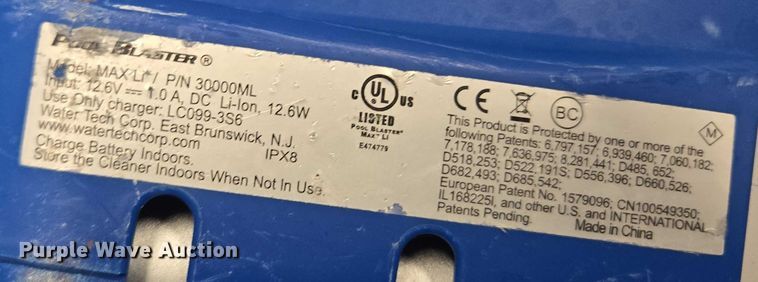 POOL BLASTER®
Model: MAX Li / P/N 30000ML
Input: 12.6V⎓ 1.0 A, DC Li-Ion, 12.6W
Use Only charger: LC099-3S6
Water Tech Corp. East Brunswick, N.J.
www.watertechcorp.com IPX8
Charge Battery Indoors.
Store the Cleaner Indoors When Not In Use.
C UL US
LISTED
POOL BLASTER®
MAX™ LI
E474779
CE BC M
This Product is Protected by one or more of the
following Patents: 6,797,157; 6,939,460; 7,060,182;
7,178,188; 7,636,975; 8,281,441; D485, 652;
D518,253; D522,191S; D556,396; D660,526;
D682,493; D685,542;
European Patent No. 1579096; CN100549350;
IL168225I, and other U.S. and INTERNATIONAL
Patents Pending. Made in China
Purple Wave Auction